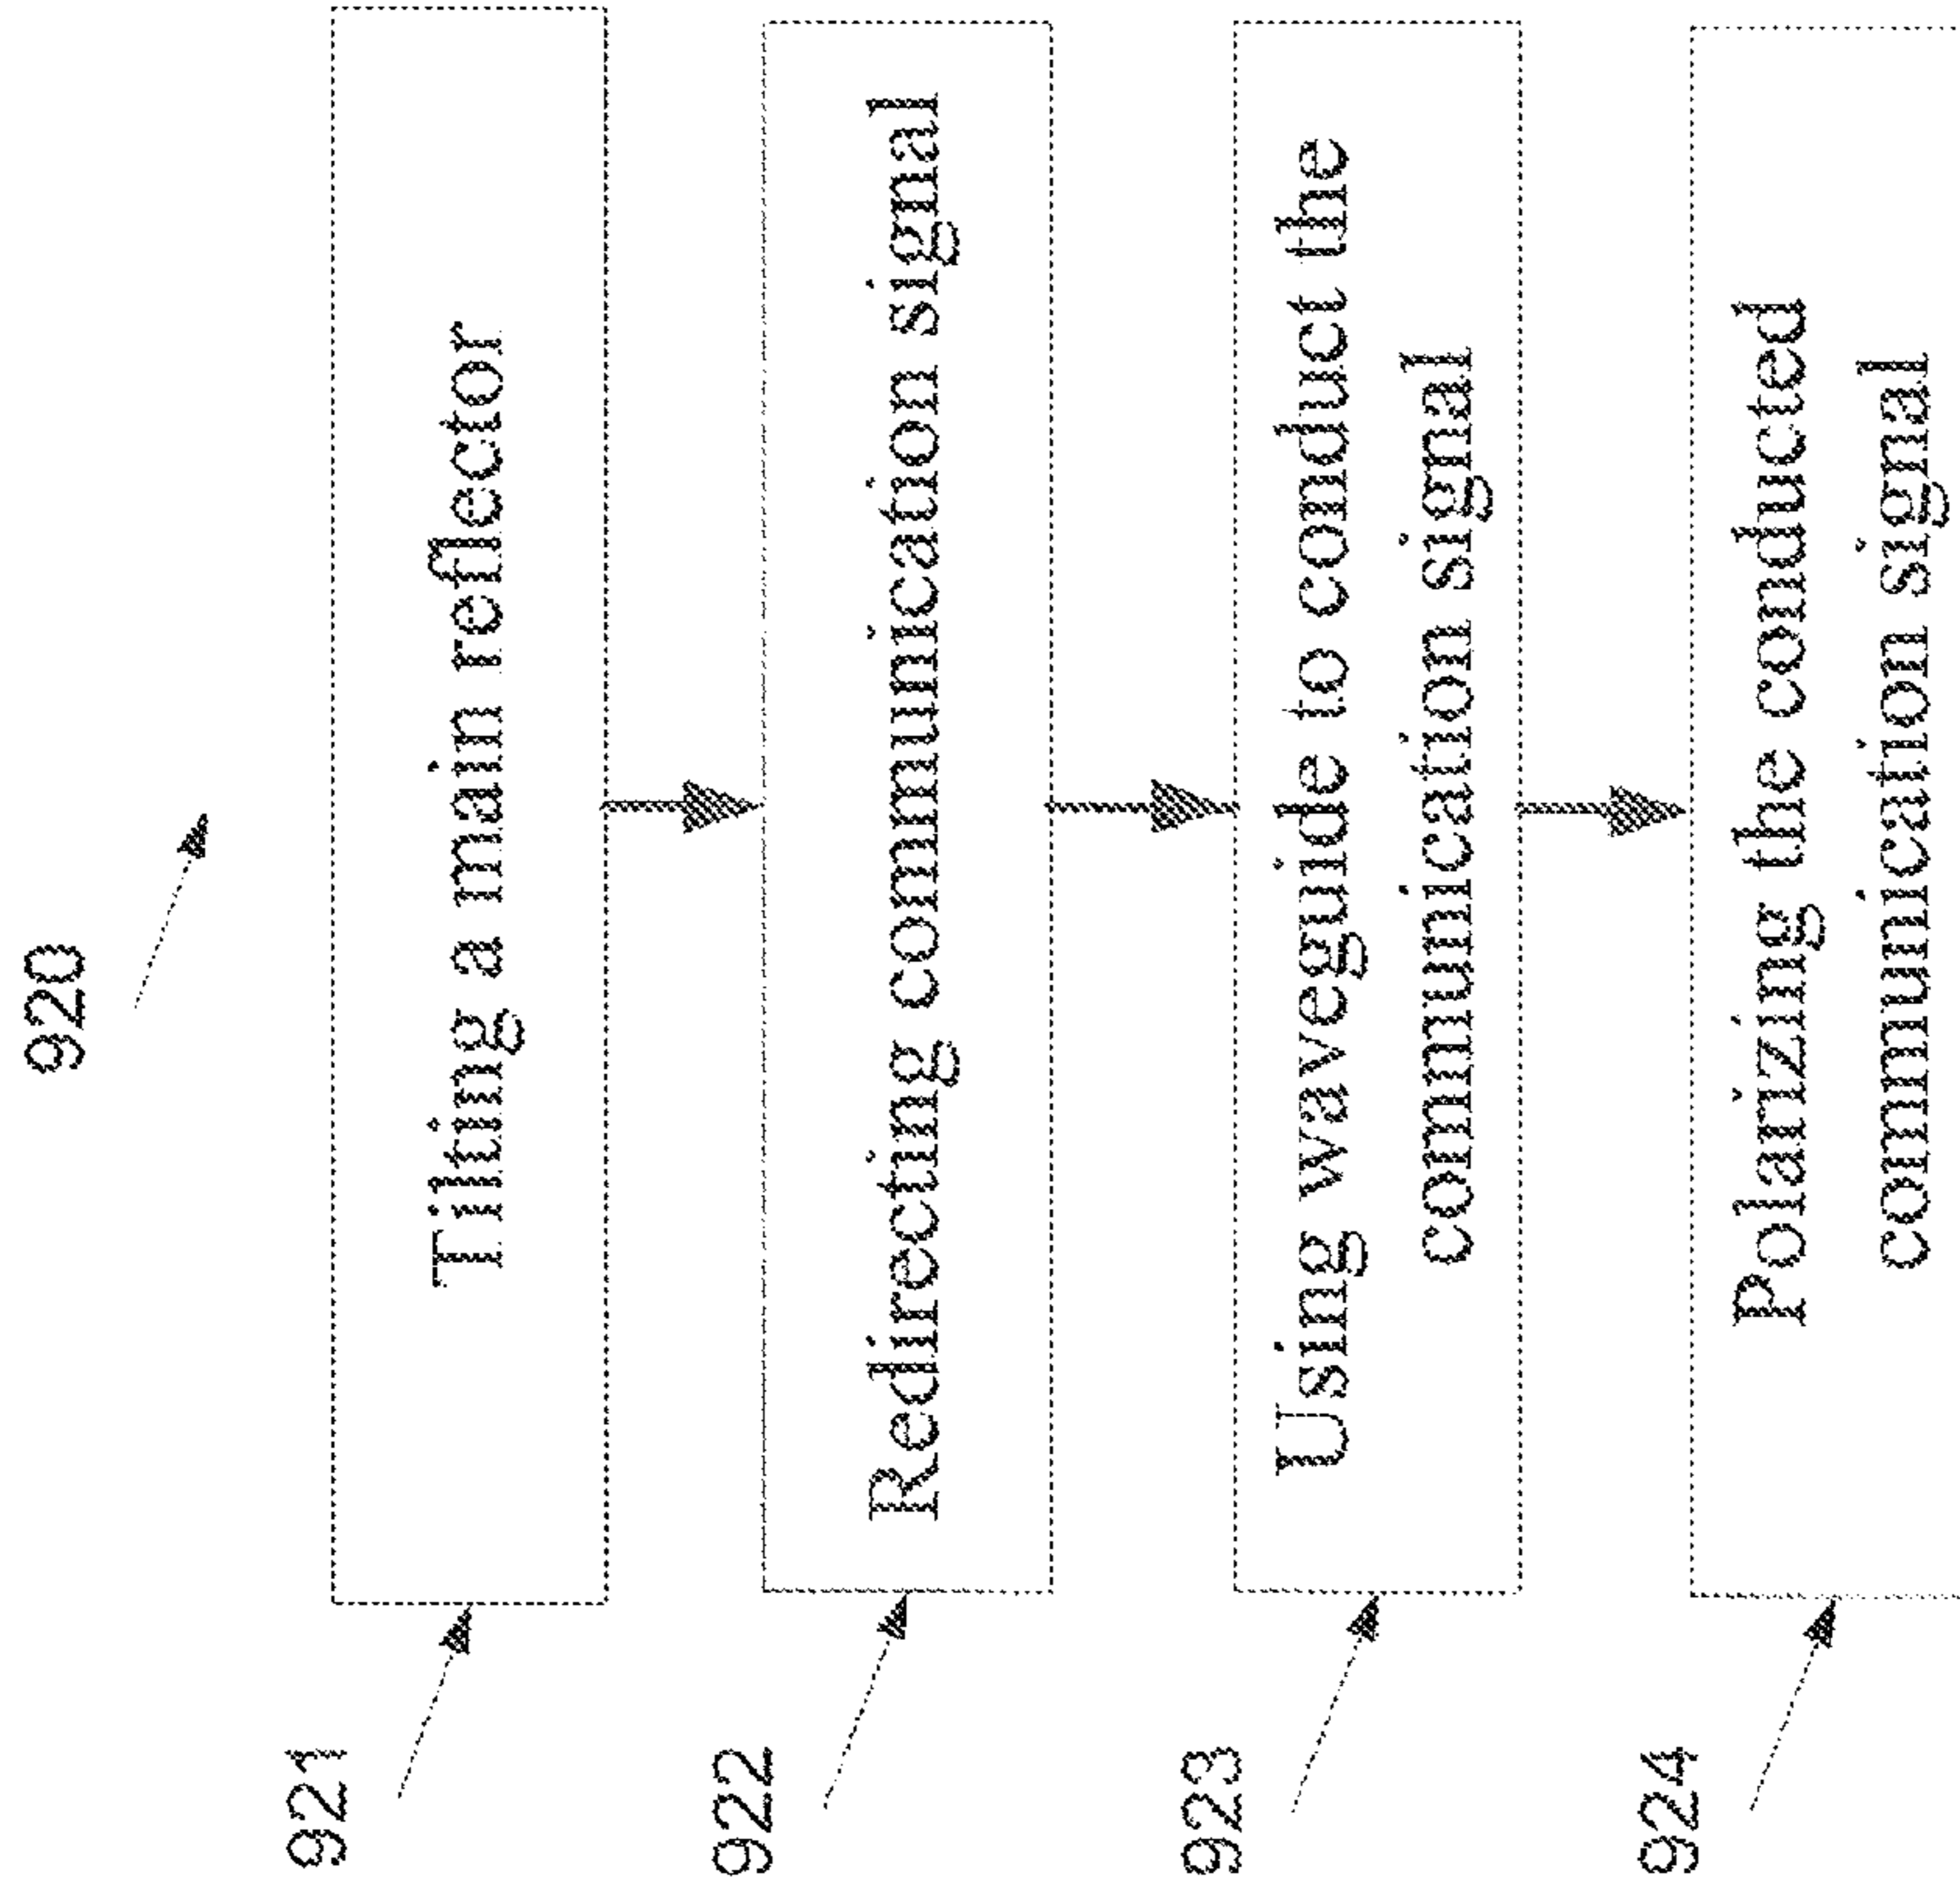 920
921
Tilting a main reflector
922
Redirecting communication signal
923
Using waveguide to conduct the
communication signal
924
Polarizing the conducted
communication signal